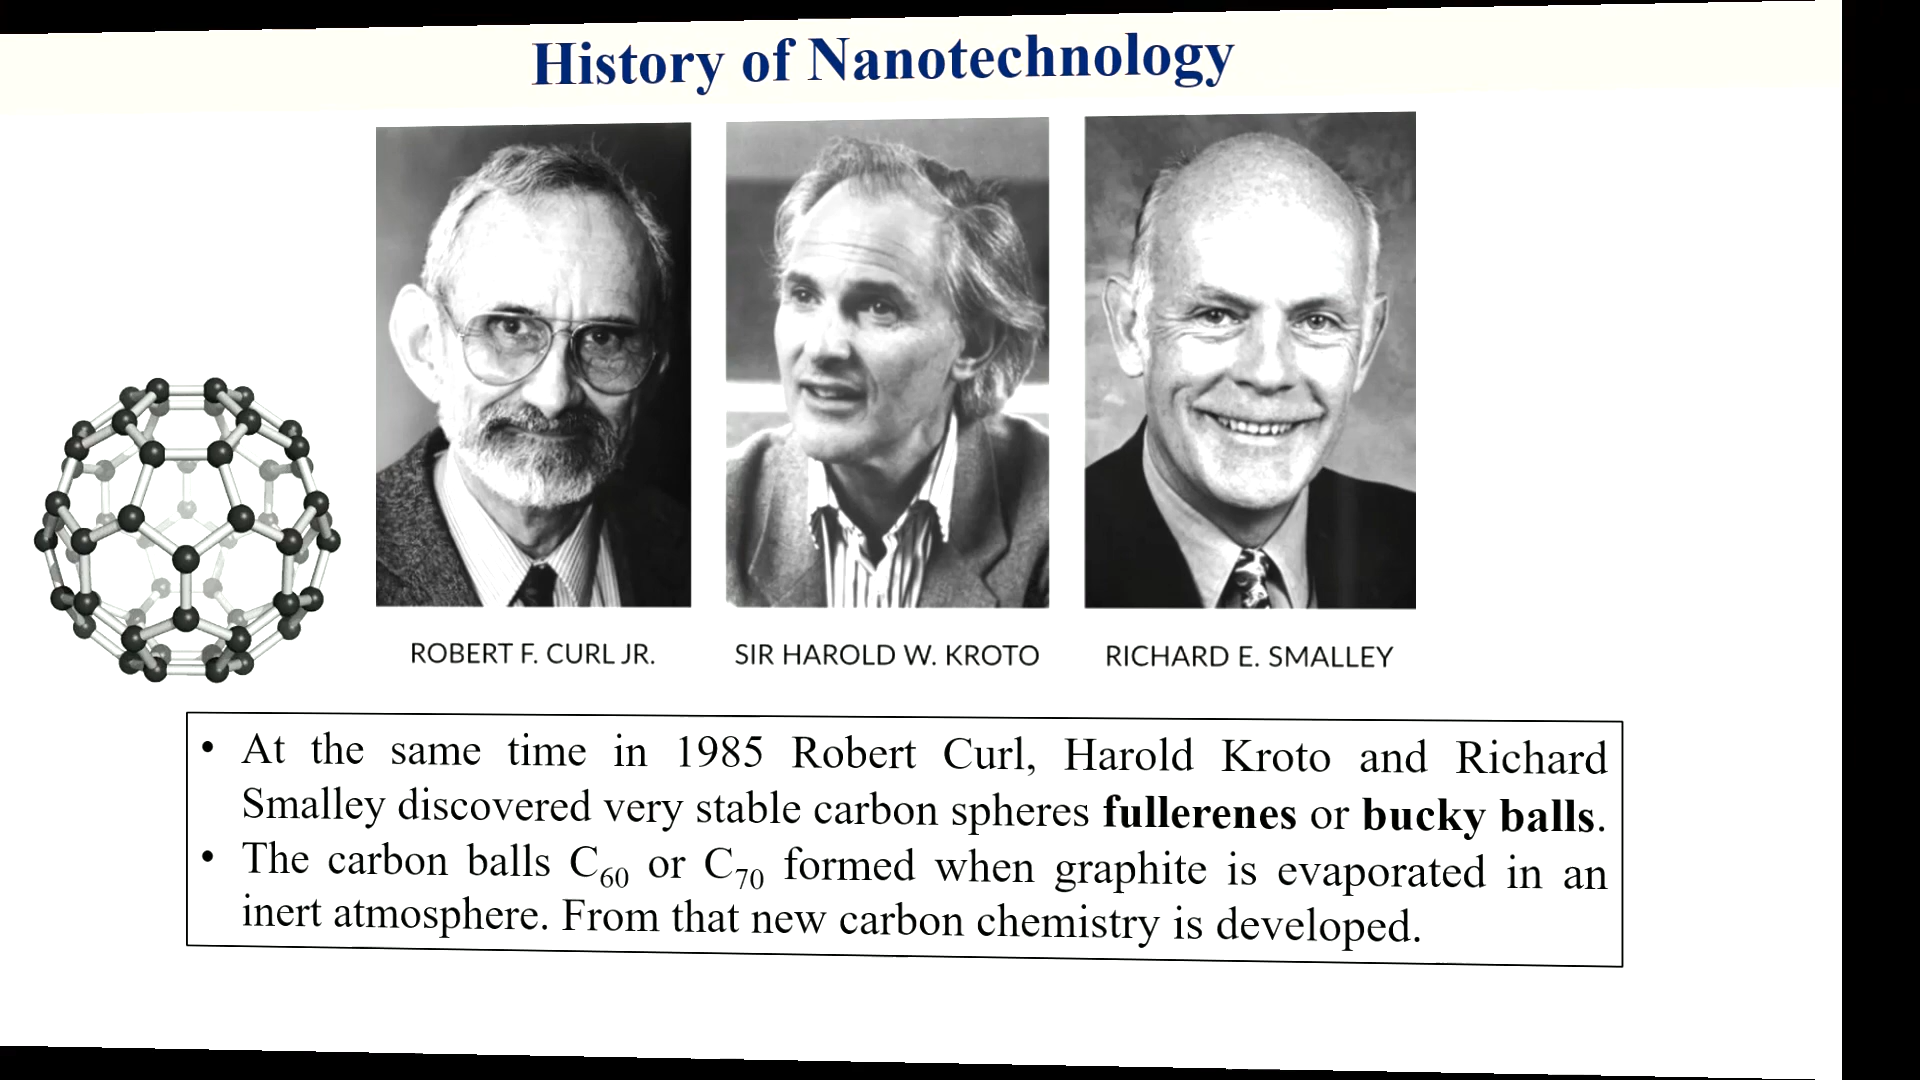 History of Nanotechnology
ROBERT F. CURL JR.
SIR HAROLD W. KROTO
RICHARD E. SMALLEY
• At the same time in 1985 Robert Curl, Harold Kroto and Richard
Smalley discovered very stable carbon spheres fullerenes or bucky balls.
• The carbon balls C₆₀ or C₇₀ formed when graphite is evaporated in an
inert atmosphere. From that new carbon chemistry is developed.